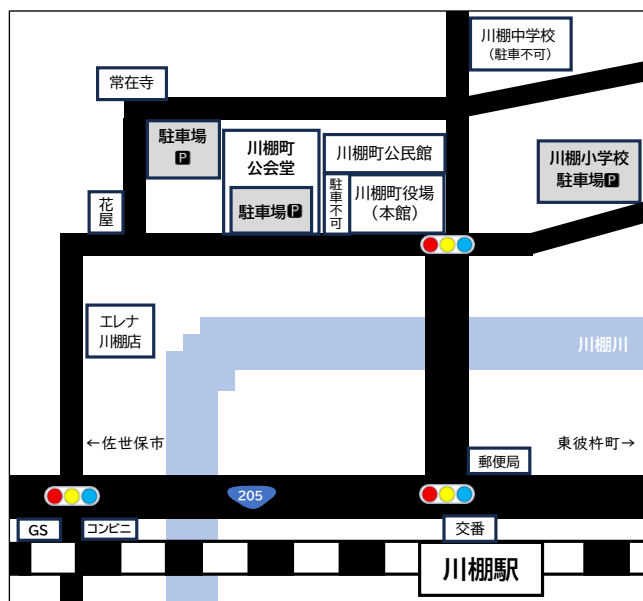 川棚中学校
（駐車不可）
常在寺
駐車場
P
川棚町
公会堂
駐車場P
川棚町公民館
駐車不可
川棚町役場
（本館）
川棚小学校
駐車場P
花屋
エレナ
川棚店
川棚川
←佐世保市
東彼杵町→
郵便局
205
GS
コンビニ
交番
川棚駅